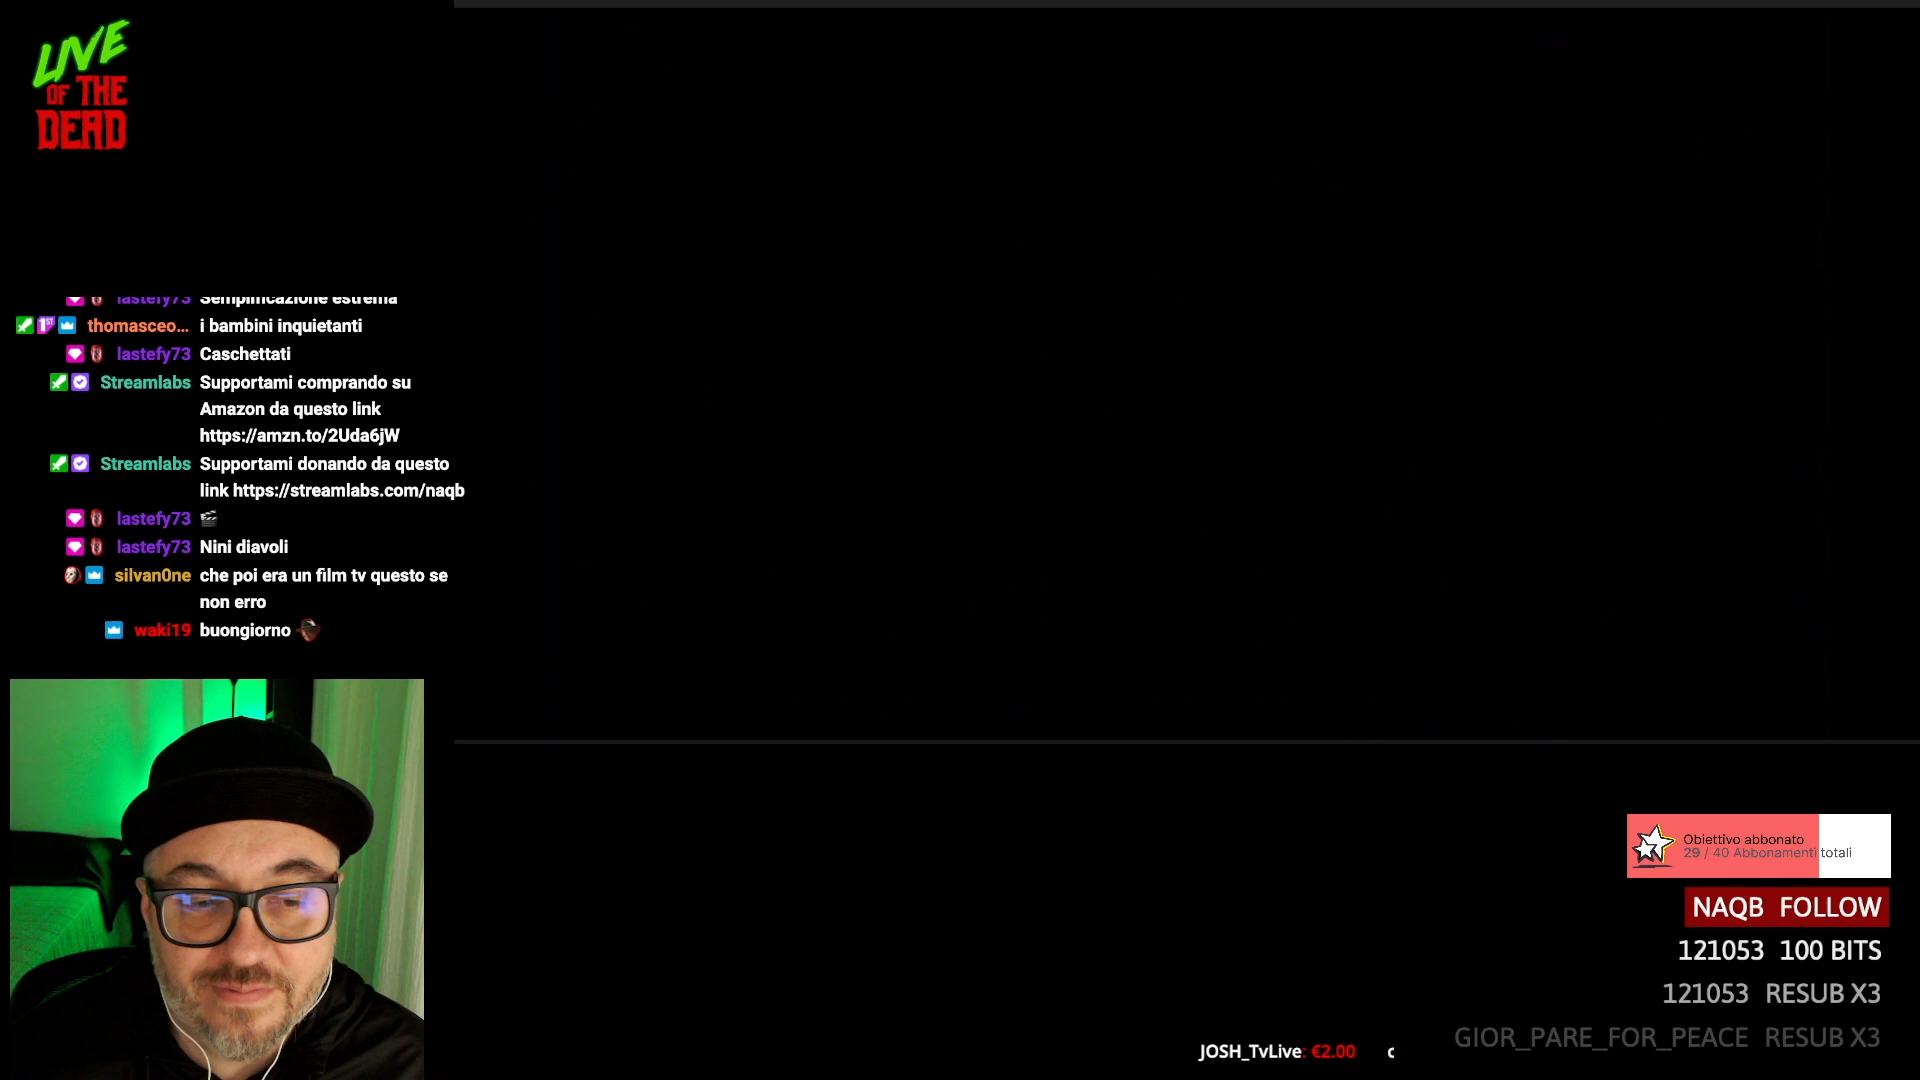 LIVE
OF THE
DEAD
lastefy73 Semplificazione estrema
thomasceo... i bambini inquietanti
lastefy73 Caschettati
Streamlabs Supportami comprando su
Amazon da questo link
https://amzn.to/2Uda6jW
Streamlabs Supportami donando da questo
link https://streamlabs.com/naqb
lastefy73
lastefy73 Nini diavoli
silvan0ne che poi era un film tv questo se
non erro
waki19 buongiorno
Obiettivo abbonato
29 / 40 Abbonamenti totali
NAQB FOLLOW
121053 100 BITS
121053 RESUB X3
GIOR_PARE_FOR_PEACE RESUB X3
JOSH_TvLive: €2.00